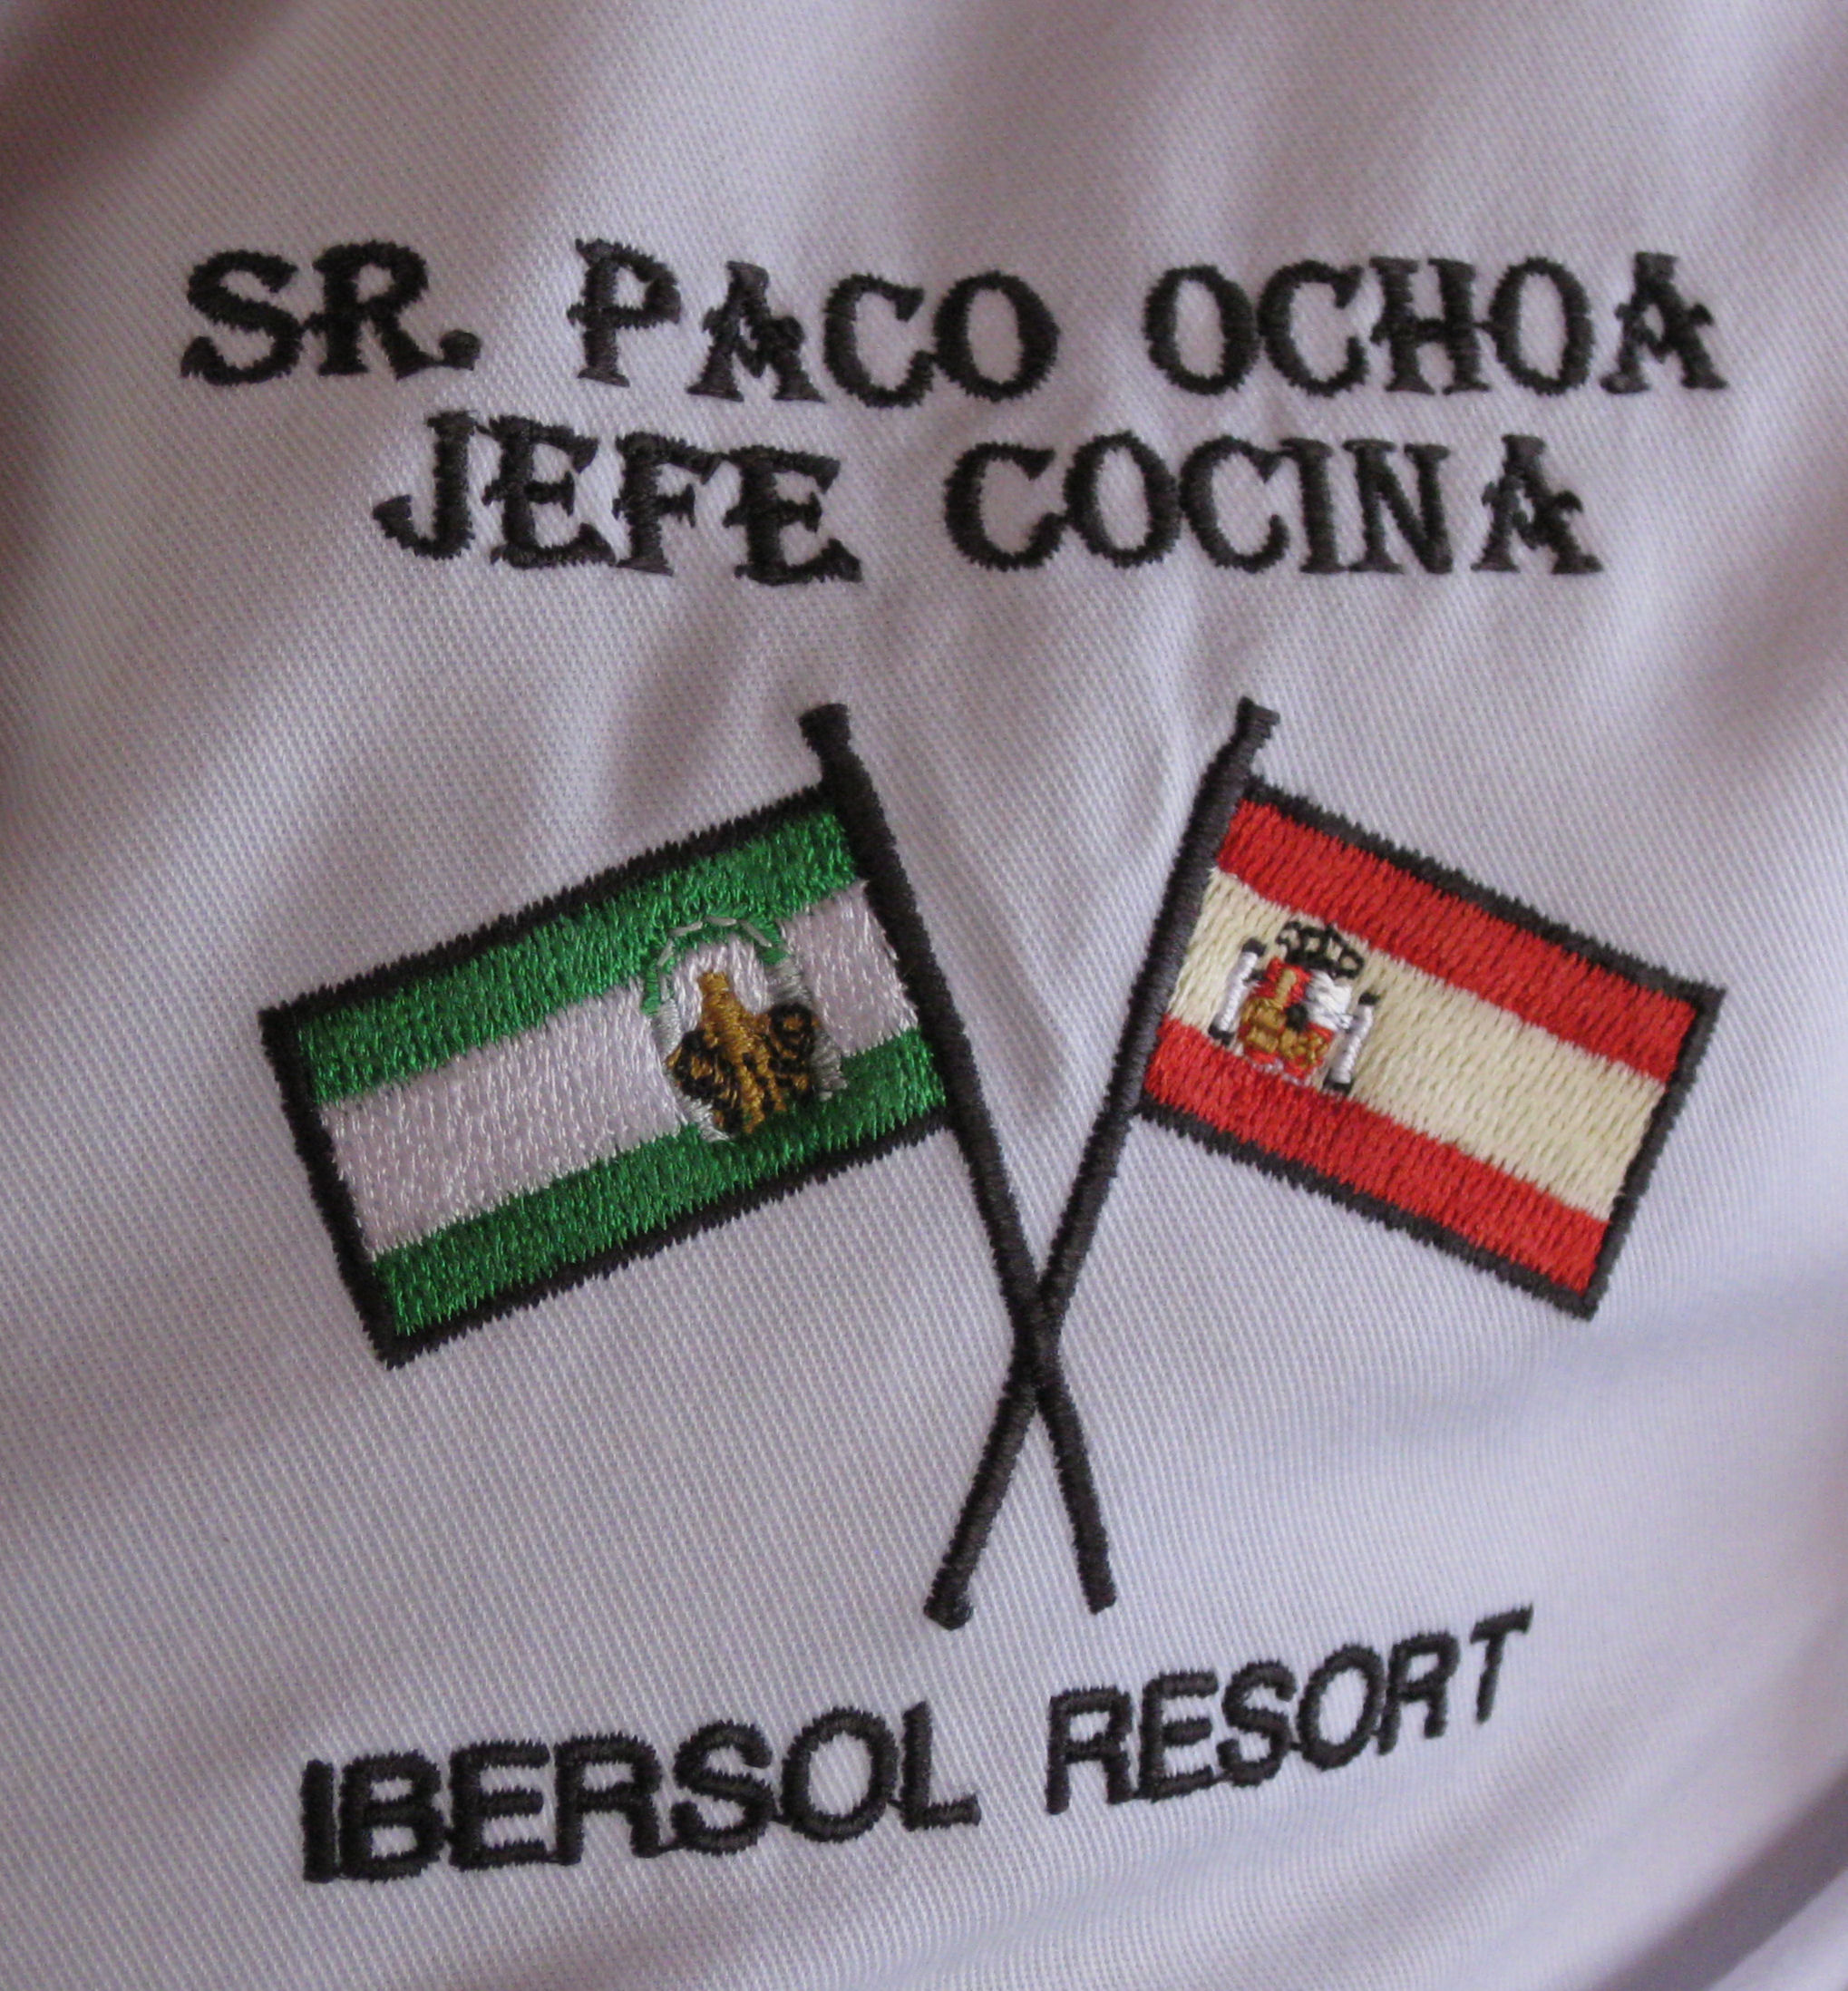 SR. PACO OCHOA
JEFE COCINA
IBERSOL RESORT